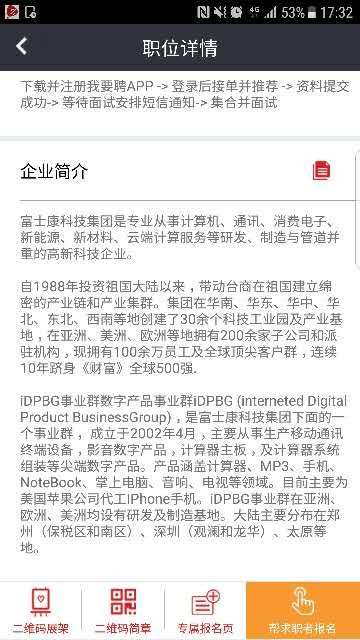 4G 53% 17:32
职位详情
下载并注册我要聘APP -> 登录后接单并推荐 -> 资料提交
成功-> 等待面试安排短信通知-> 集合并面试
企业简介
富士康科技集团是专业从事计算机、通讯、消费电子、
新能源、新材料、云端计算服务等研发、制造与管道并
重的高新科技企业。
自1988年投资祖国大陆以来，带动台商在祖国建立绵
密的产业链和产业集群。集团在华南、华东、华中、华
北、东北、西南等地创建了30余个科技工业园及产业基
地，在亚洲、美洲、欧洲等地拥有200余家子公司和派
驻机构，现拥有100余万员工及全球顶尖客户群，连续
10年跻身《财富》全球500强.
iDPBG事业群数字产品事业群iDPBG (interneted Digital
Product BusinessGroup)，是富士康科技集团下面的一
个事业群， 成立于2002年4月，主要从事生产移动通讯
终端设备，影音数字产品，计算器主板，及计算器系统
组装等尖端数字产品。产品涵盖计算器、MP3、手机、
NoteBook、掌上电脑、音响、电视等领域。目前主要为
美国苹果公司代工IPhone手机。iDPBG事业群在亚洲、
欧洲、美洲均设有研发及制造基地。大陆主要分布在郑
州（保税区和南区）、深圳（观澜和龙华）、太原等
地。
二维码展架 二维码简章 专属报名页 帮求职者报名